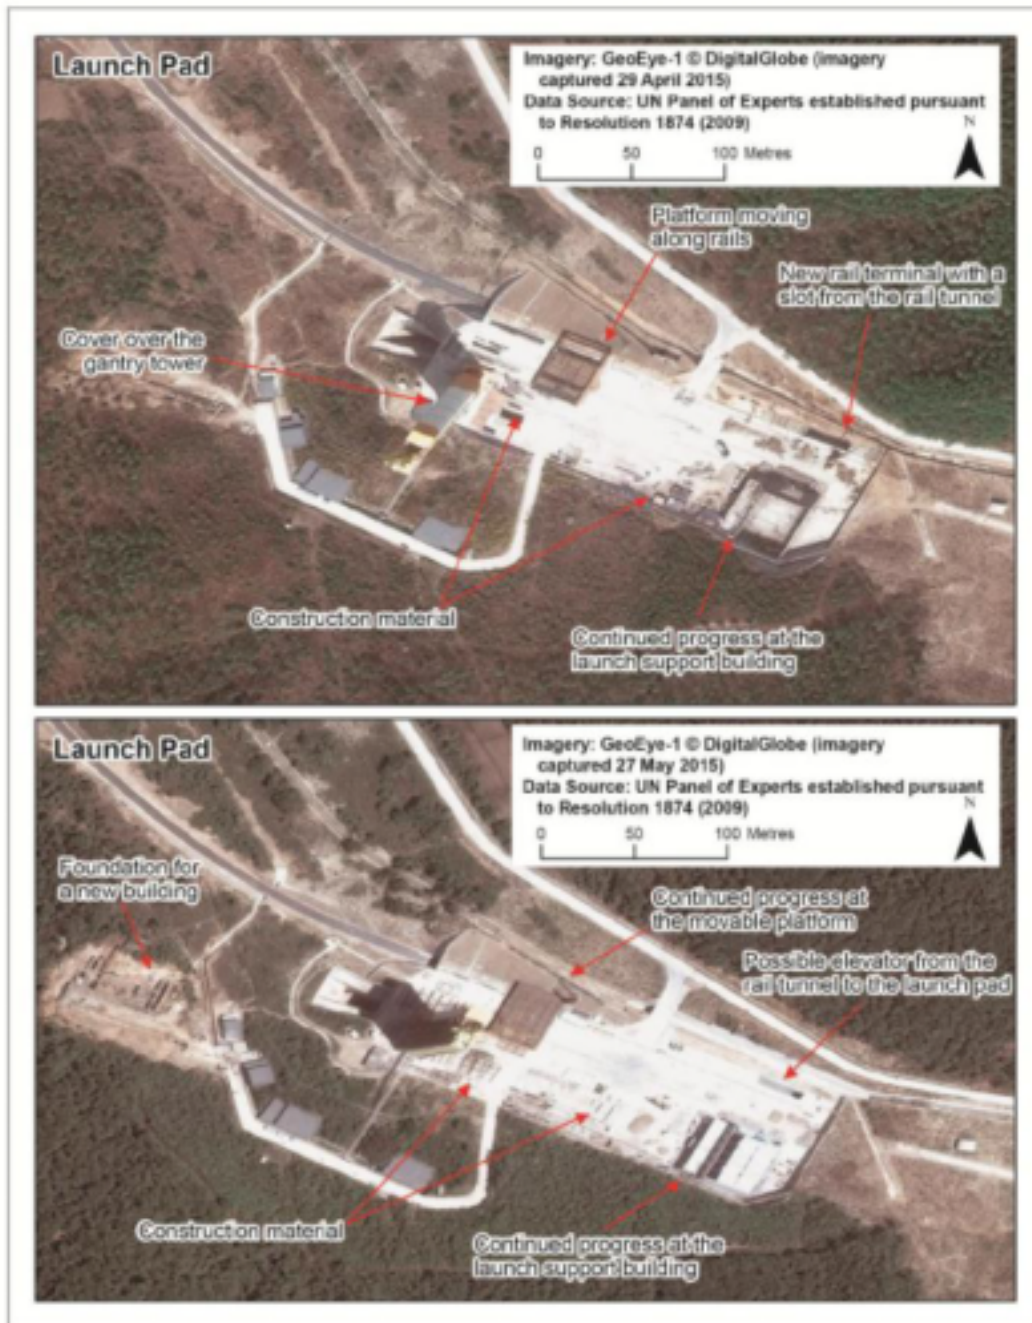 Launch Pad
Imagery: GeoEye-1 © DigitalGlobe (imagery
captured 29 April 2015)
Data Source: UN Panel of Experts established pursuant
to Resolution 1874 (2009)
N
0 50 100 Metres
Platform moving
along rails
New rail terminal with a
slot from the rail tunnel
Cover over the
gantry tower
Construction material
Continued progress at the
launch support building
Launch Pad
Imagery: GeoEye-1 © DigitalGlobe (imagery
captured 27 May 2015)
Data Source: UN Panel of Experts established pursuant
to Resolution 1874 (2009)
N
0 50 100 Metres
Foundation for
a new building
Continued progress at
the movable platform
Possible elevator from the
rail tunnel to the launch pad
Construction material
Continued progress at the
launch support building